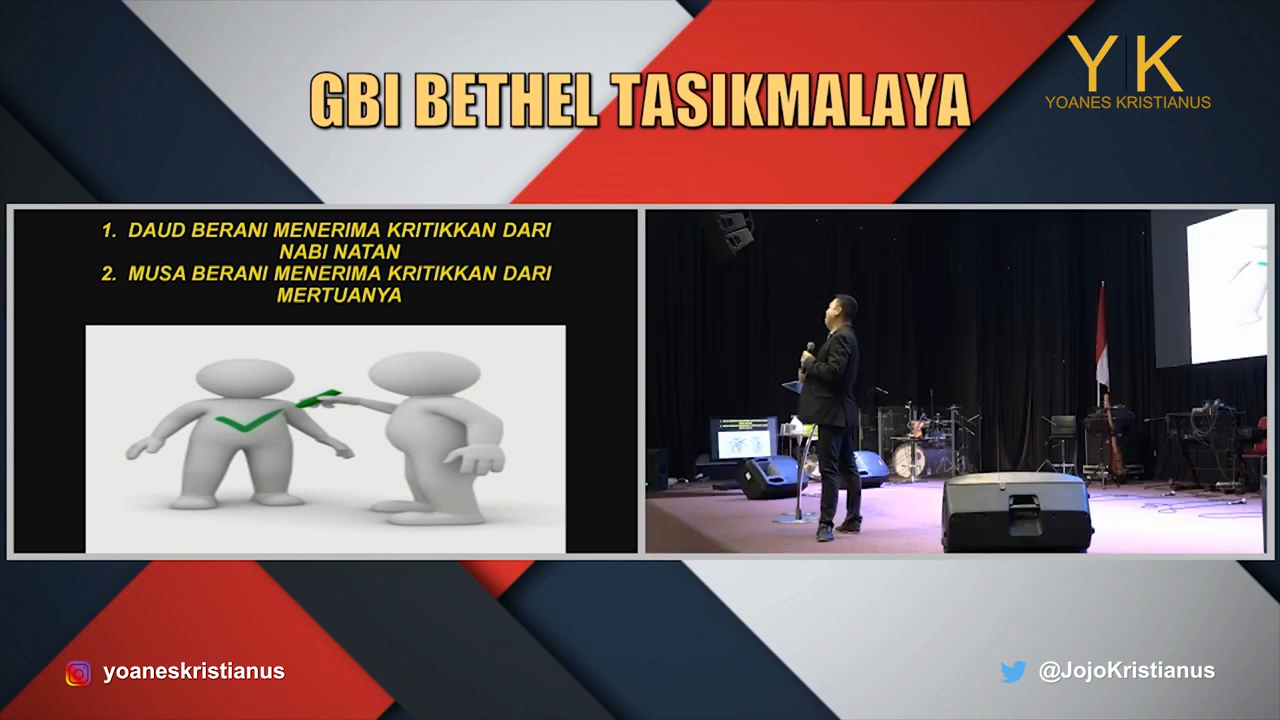 GBI BETHEL TASIKMALAYA
Y K
YOANES KRISTIANUS
1. DAUD BERANI MENERIMA KRITIKKAN DARI
NABI NATAN
2. MUSA BERANI MENERIMA KRITIKKAN DARI
MERTUANYA
yoaneskristianus
@JojoKristianus